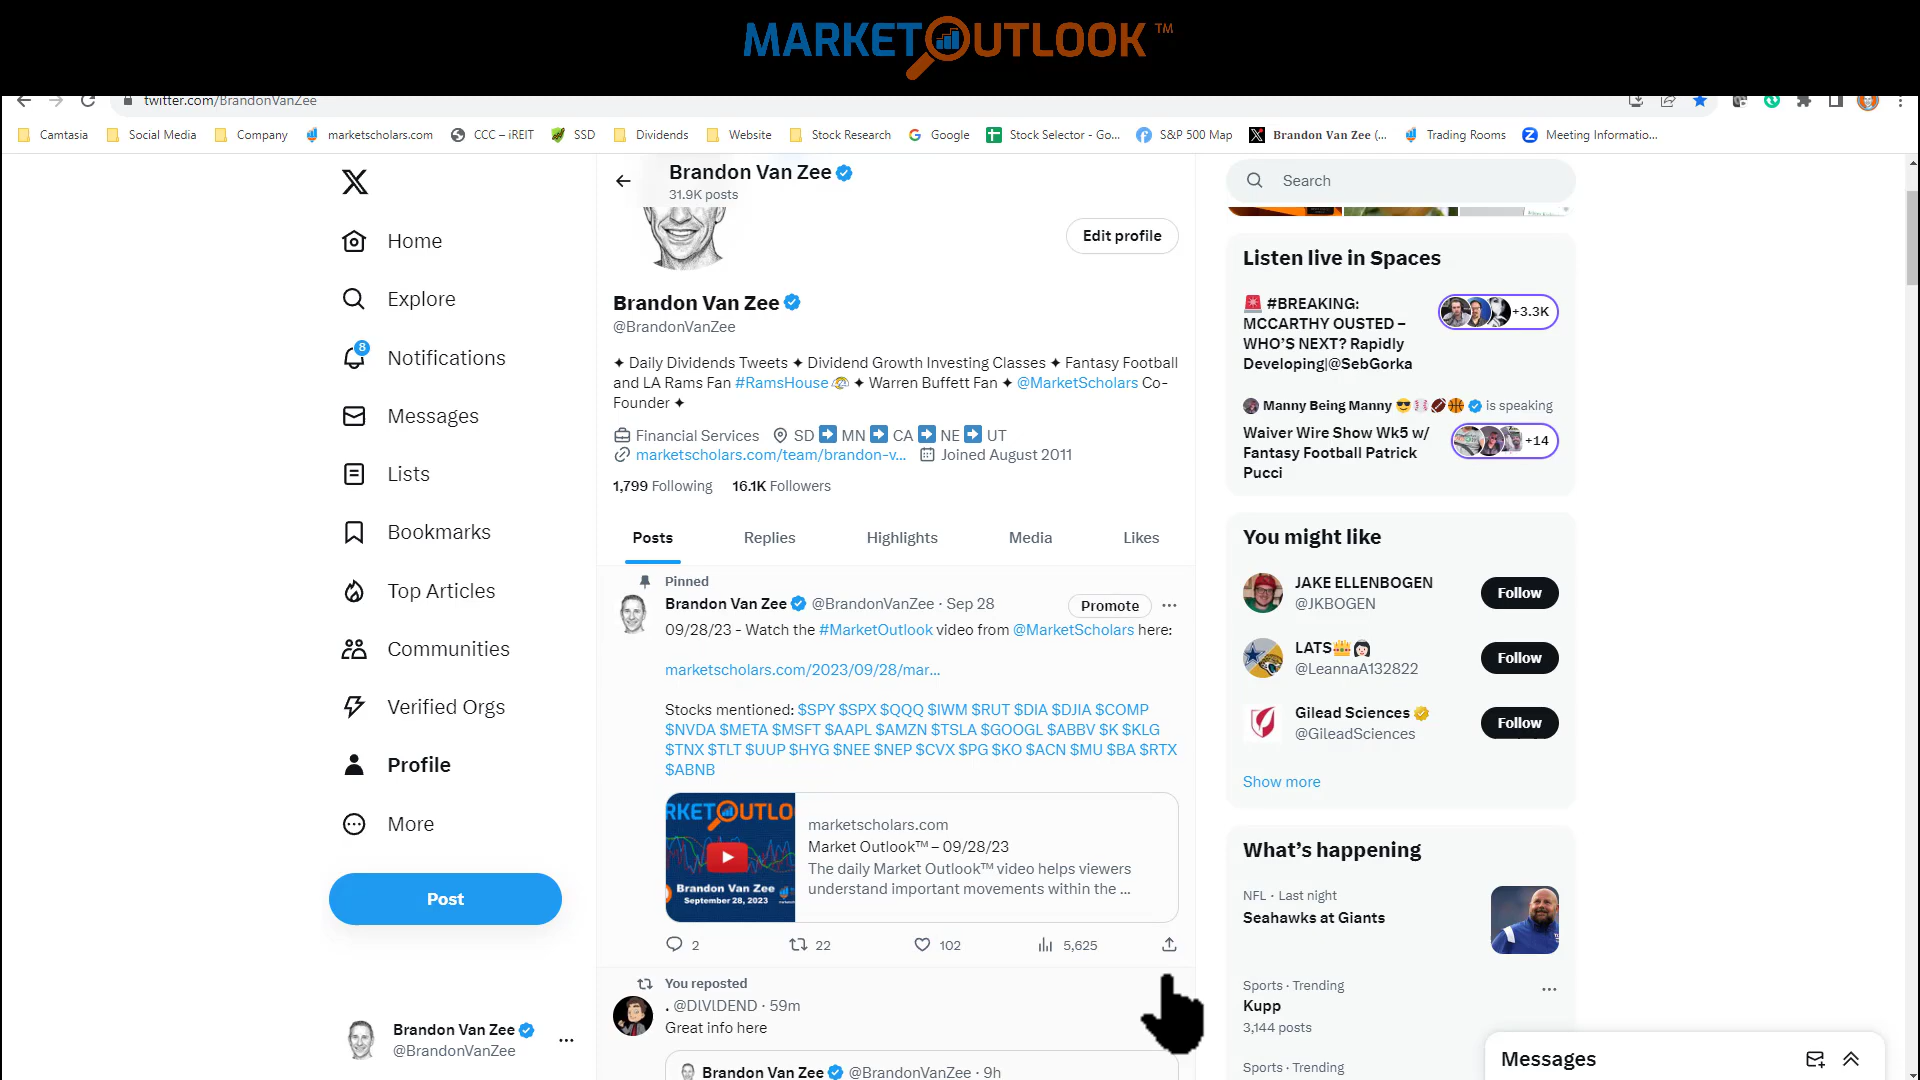 MARKETOUTLOOK™
twitter.com/BrandonVanZee
Camtasia
Social Media
Company
marketscholars.com
CCC – iREIT
SSD
Dividends
Website
Stock Research
Google
Stock Selector - Go...
S&P 500 Map
Brandon Van Zee (...
Trading Rooms
Meeting Informatio...
X
Home
Explore
8
Notifications
Messages
Lists
Bookmarks
Top Articles
Communities
Verified Orgs
Profile
More
Post
Brandon Van Zee
@BrandonVanZee
Brandon Van Zee
31.9K posts
Edit profile
Brandon Van Zee
@BrandonVanZee
✦ Daily Dividends Tweets ✦ Dividend Growth Investing Classes ✦ Fantasy Football
and LA Rams Fan #RamsHouse ✦ Warren Buffett Fan ✦ @MarketScholars Co-
Founder ✦
Financial Services SD ➡ MN ➡ CA ➡ NE ➡ UT
marketscholars.com/team/brandon-v... Joined August 2011
1,799 Following 16.1K Followers
Posts Replies Highlights Media Likes
Pinned
Brandon Van Zee @BrandonVanZee · Sep 28
Promote
09/28/23 - Watch the #MarketOutlook video from @MarketScholars here:
marketscholars.com/2023/09/28/mar...
Stocks mentioned: $SPY $SPX $QQQ $IWM $RUT $DIA $DJIA $COMP
$NVDA $META $MSFT $AAPL $AMZN $TSLA $GOOGL $ABBV $K $KLG
$TNX $TLT $UUP $HYG $NEE $NEP $CVX $PG $KO $ACN $MU $BA $RTX
$ABNB
RKETOUTLO
Brandon Van Zee
September 28, 2023
marketscholars.com
Market Outlook™ – 09/28/23
The daily Market Outlook™ video helps viewers
understand important movements within the ...
2 22 102 5,625
You reposted
. @DIVIDEND · 59m
Great info here
Brandon Van Zee @BrandonVanZee · 9h
Search
Listen live in Spaces
🚨 #BREAKING:
MCCARTHY OUSTED –
WHO'S NEXT? Rapidly
Developing|@SebGorka
+3.3K
Manny Being Manny 😎⚾🏈🏀 is speaking
Waiver Wire Show Wk5 w/
Fantasy Football Patrick
Pucci
+14
You might like
JAKE ELLENBOGEN
@JKBOGEN
Follow
LATS
@LeannaA132822
Follow
Gilead Sciences
@GileadSciences
Follow
Show more
What's happening
NFL · Last night
Seahawks at Giants
Sports · Trending
Kupp
3,144 posts
Sports · Trending
Messages